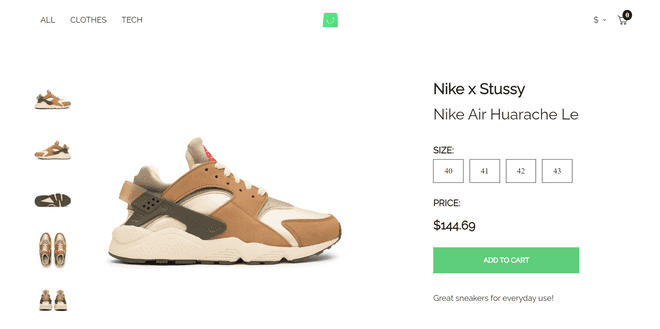 ALL CLOTHES TECH
$ 0
Nike x Stussy
Nike Air Huarache Le
SIZE:
40 41 42 43
PRICE:
$144.69
ADD TO CART
Great sneakers for everyday use!